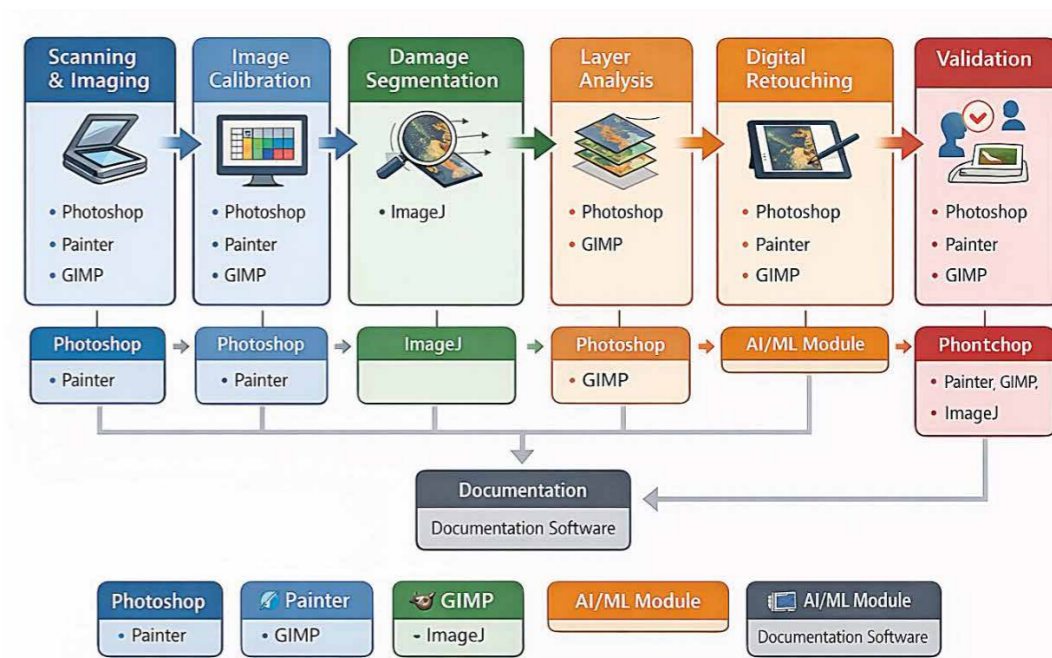 Scanning
& Imaging
• Photoshop
• Painter
• GIMP
Image
Calibration
• Photoshop
• Painter
• GIMP
Damage
Segmentation
• ImageJ
Layer
Analysis
• Photoshop
• GIMP
Digital
Retouching
• Photoshop
• Painter
• GIMP
Validation
• Photoshop
• Painter
• GIMP
Photoshop
• Painter
Photoshop
• Painter
ImageJ
Photoshop
• GIMP
AI/ML Module
Phontchop
• Painter, GIMP,
• ImageJ
Documentation
Documentation Software
Photoshop
• Painter
Painter
• GIMP
GIMP
- ImageJ
AI/ML Module
AI/ML Module
Documentation Software